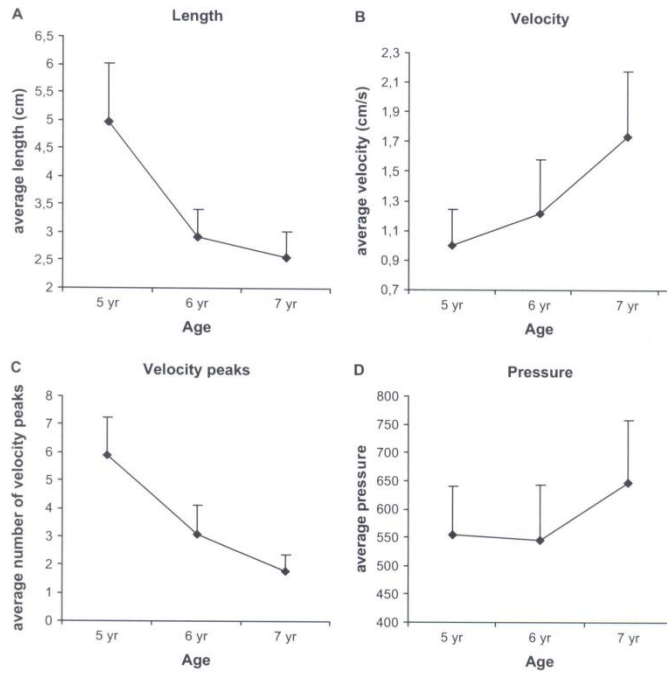 A
Length
6,5
6
5,5
5
4,5
4
3,5
3
2,5
2
average length (cm)
5 yr 6 yr 7 yr
Age
B
Velocity
2,3
2,1
1,9
1,7
1,5
1,3
1,1
0,9
0,7
average velocity (cm/s)
5 yr 6 yr 7 yr
Age
C
Velocity peaks
8
7
6
5
4
3
2
1
0
average number of velocity peaks
5 yr 6 yr 7 yr
Age
D
Pressure
800
750
700
650
600
550
500
450
400
average pressure
5 yr 6 yr 7 yr
Age